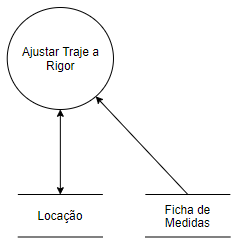 Ajustar Traje a
Rigor
Locação
Ficha de
Medidas